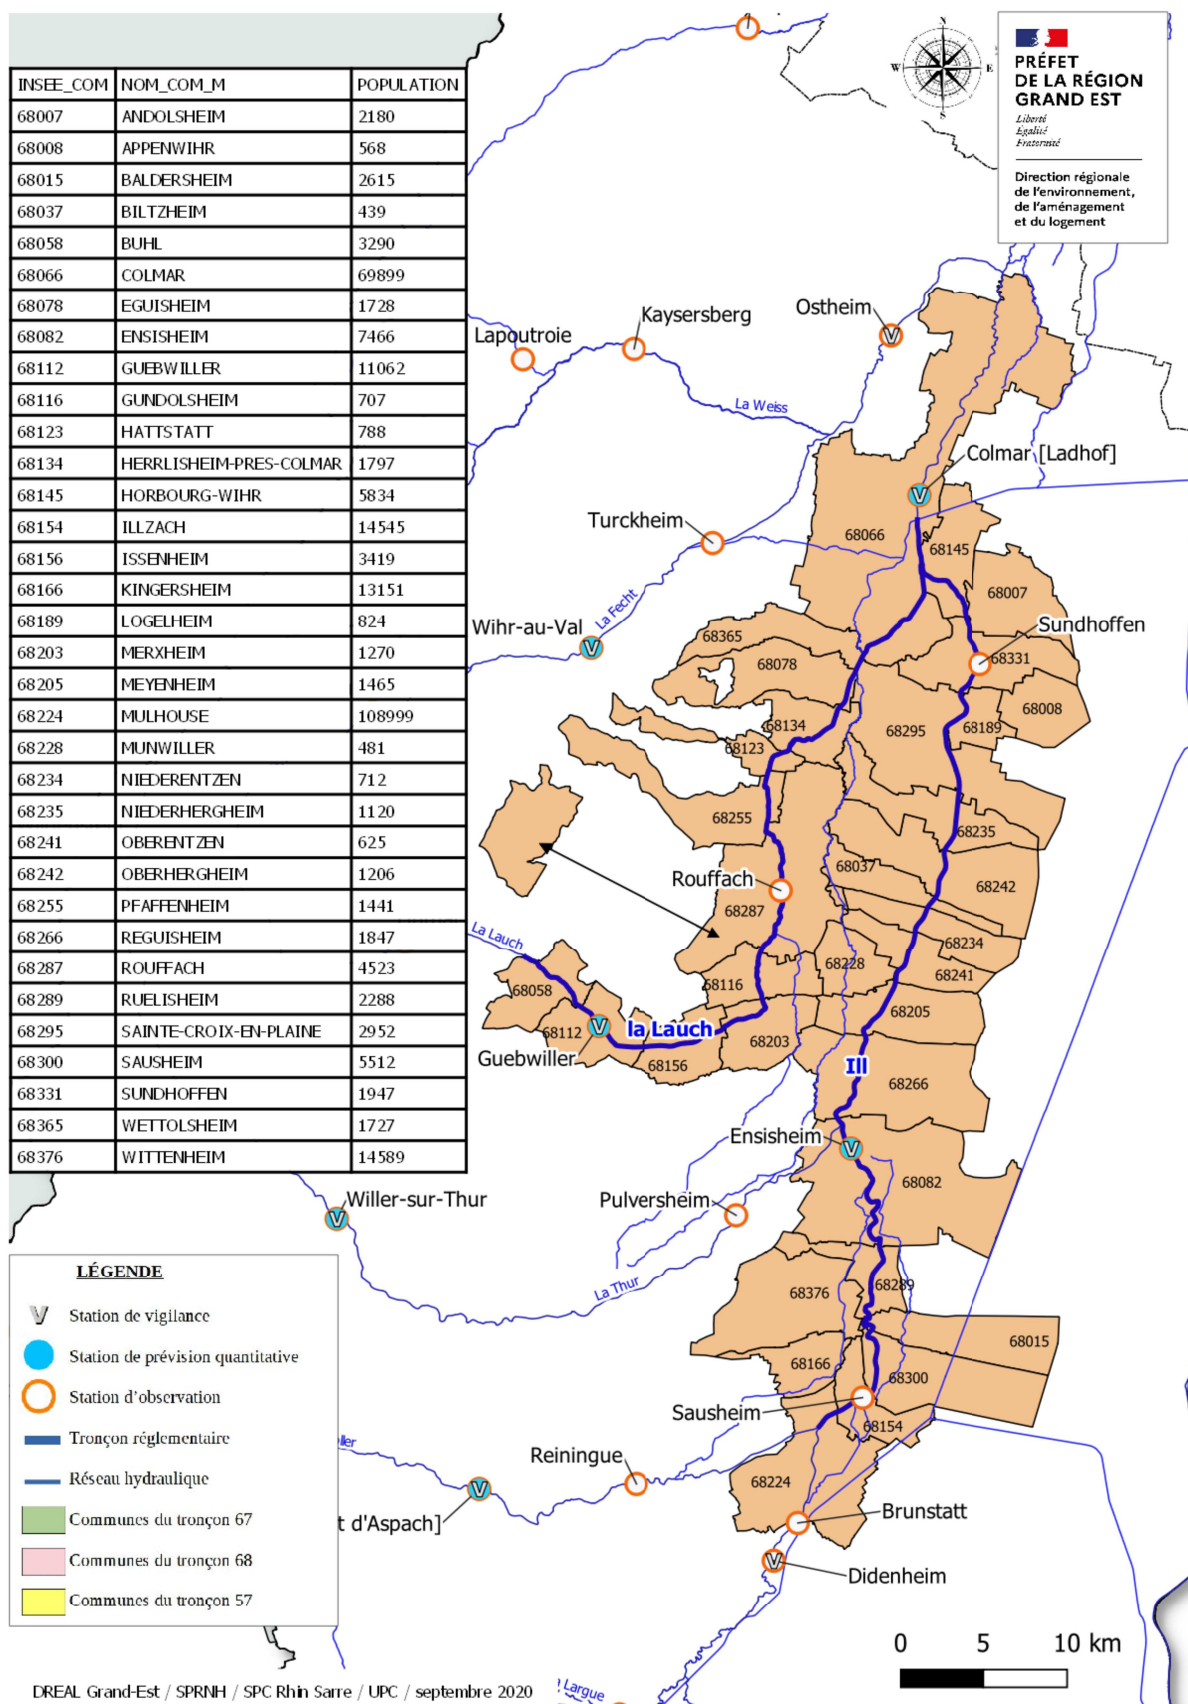 N
W
E
S
PRÉFET
DE LA RÉGION
GRAND EST
Liberté
Égalité
Fraternité
Direction régionale
de l'environnement,
de l'aménagement
et du logement
INSEE_COM NOM_COM_M POPULATION
68007 ANDOLSHEIM 2180
68008 APPENWIHR 568
68015 BALDERSHEIM 2615
68037 BILTZHEIM 439
68058 BUHL 3290
68066 COLMAR 69899
68078 EGUISHEIM 1728
68082 ENSISHEIM 7466
68112 GUEBWILLER 11062
68116 GUNDOLSHEIM 707
68123 HATTSTATT 788
68134 HERRLISHEIM-PRES-COLMAR 1797
68145 HORBOURG-WIHR 5834
68154 ILLZACH 14545
68156 ISSENHEIM 3419
68166 KINGERSHEIM 13151
68189 LOGELHEIM 824
68203 MERXHEIM 1270
68205 MEYENHEIM 1465
68224 MULHOUSE 108999
68228 MUNWILLER 481
68234 NIEDERENTZEN 712
68235 NIEDERHERGHEIM 1120
68241 OBERENTZEN 625
68242 OBERHERGHEIM 1206
68255 PFAFFENHEIM 1441
68266 REGUISHEIM 1847
68287 ROUFFACH 4523
68289 RUELISHEIM 2288
68295 SAINTE-CROIX-EN-PLAINE 2952
68300 SAUSHEIM 5512
68331 SUNDHOFFEN 1947
68365 WETTOLSHEIM 1727
68376 WITTENHEIM 14589
Ostheim
V
Kaysersberg
Lapoutroie
La Weiss
Colmar [Ladhof]
V
Turckheim
68066
68145
68007
La Fecht
Wihr-au-Val
V
Sundhoffen
68365
68078
68331
68008
68134
68295
68189
68123
68255
68235
68037
Rouffach
68242
68287
La Lauch
68234
68228
68241
68116
68058
68205
68112
V
la Lauch
68203
Guebwiller
68156
Ill
68266
Ensisheim
V
68082
Willer-sur-Thur
V
Pulversheim
La Thur
68376
68289
68015
68166
68300
Sausheim
68154
Reiningue
68224
V
t d'Aspach]
Brunstatt
V
Didenheim
Largue
LÉGENDE
V Station de vigilance
Station de prévision quantitative
Station d'observation
Tronçon réglementaire
Réseau hydraulique
Communes du tronçon 67
Communes du tronçon 68
Communes du tronçon 57
0 5 10 km
DREAL Grand-Est / SPRNH / SPC Rhin Sarre / UPC / septembre 2020